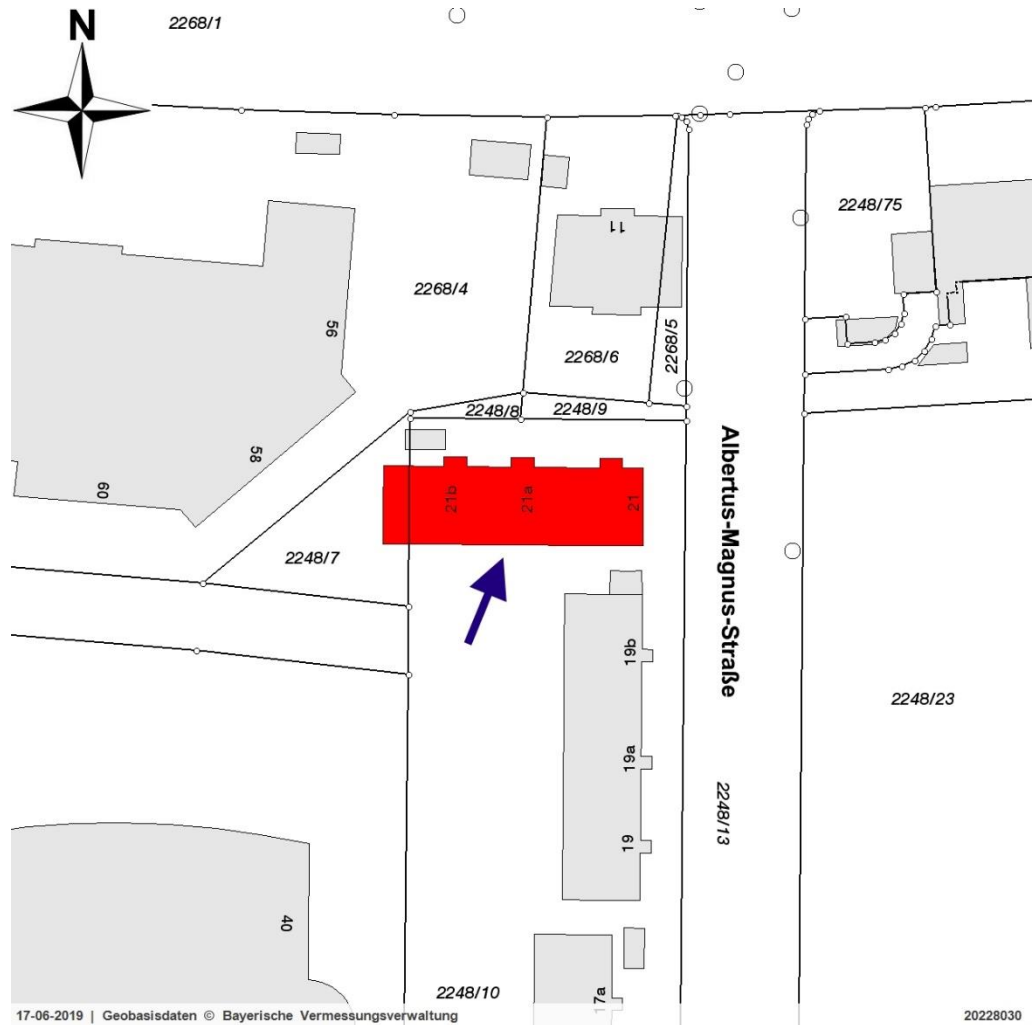 N
2268/1
2248/75
11
2268/4
56
2268/6
2268/5
2248/8
2248/9
58
60
21b
21a
21
Albertus-Magnus-Straße
2248/7
19b
2248/23
19a
2248/13
19
40
2248/10
17a
17-06-2019 | Geobasisdaten © Bayerische Vermessungsverwaltung
20228030